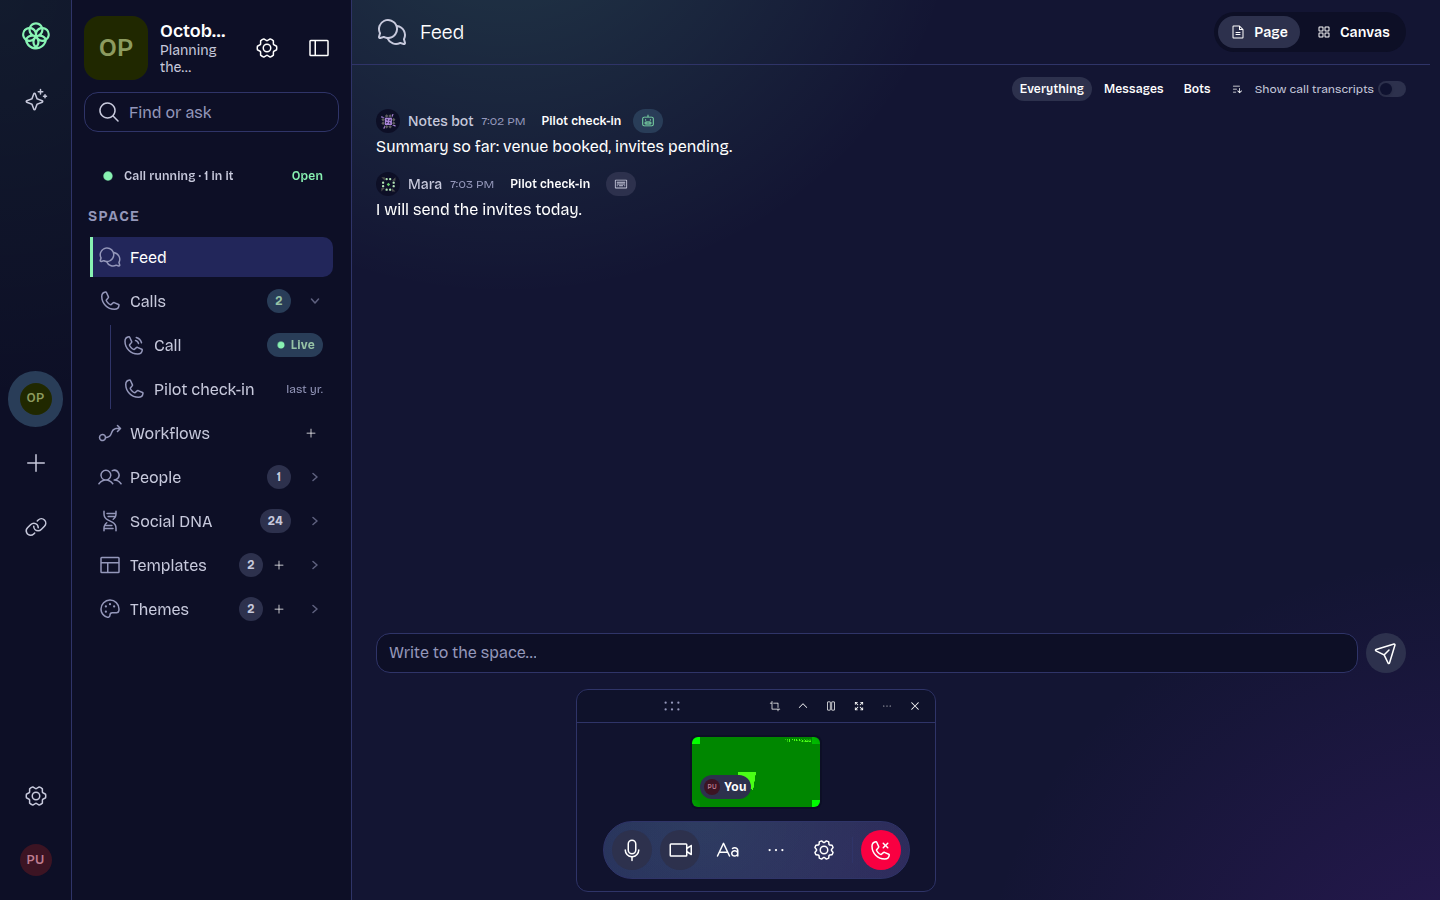 OP
Octob...
Planning
the...
Find or ask
Call running · 1 in it
Open
SPACE
Feed
Calls
2
Call
Live
Pilot check-in
last yr.
Workflows
People
1
Social DNA
24
Templates
2
Themes
2
OP
PU
Feed
Page
Canvas
Everything
Messages
Bots
Show call transcripts
Notes bot 7:02 PM Pilot check-in
Summary so far: venue booked, invites pending.
Mara 7:03 PM Pilot check-in
I will send the invites today.
Write to the space...
PU You
Aa